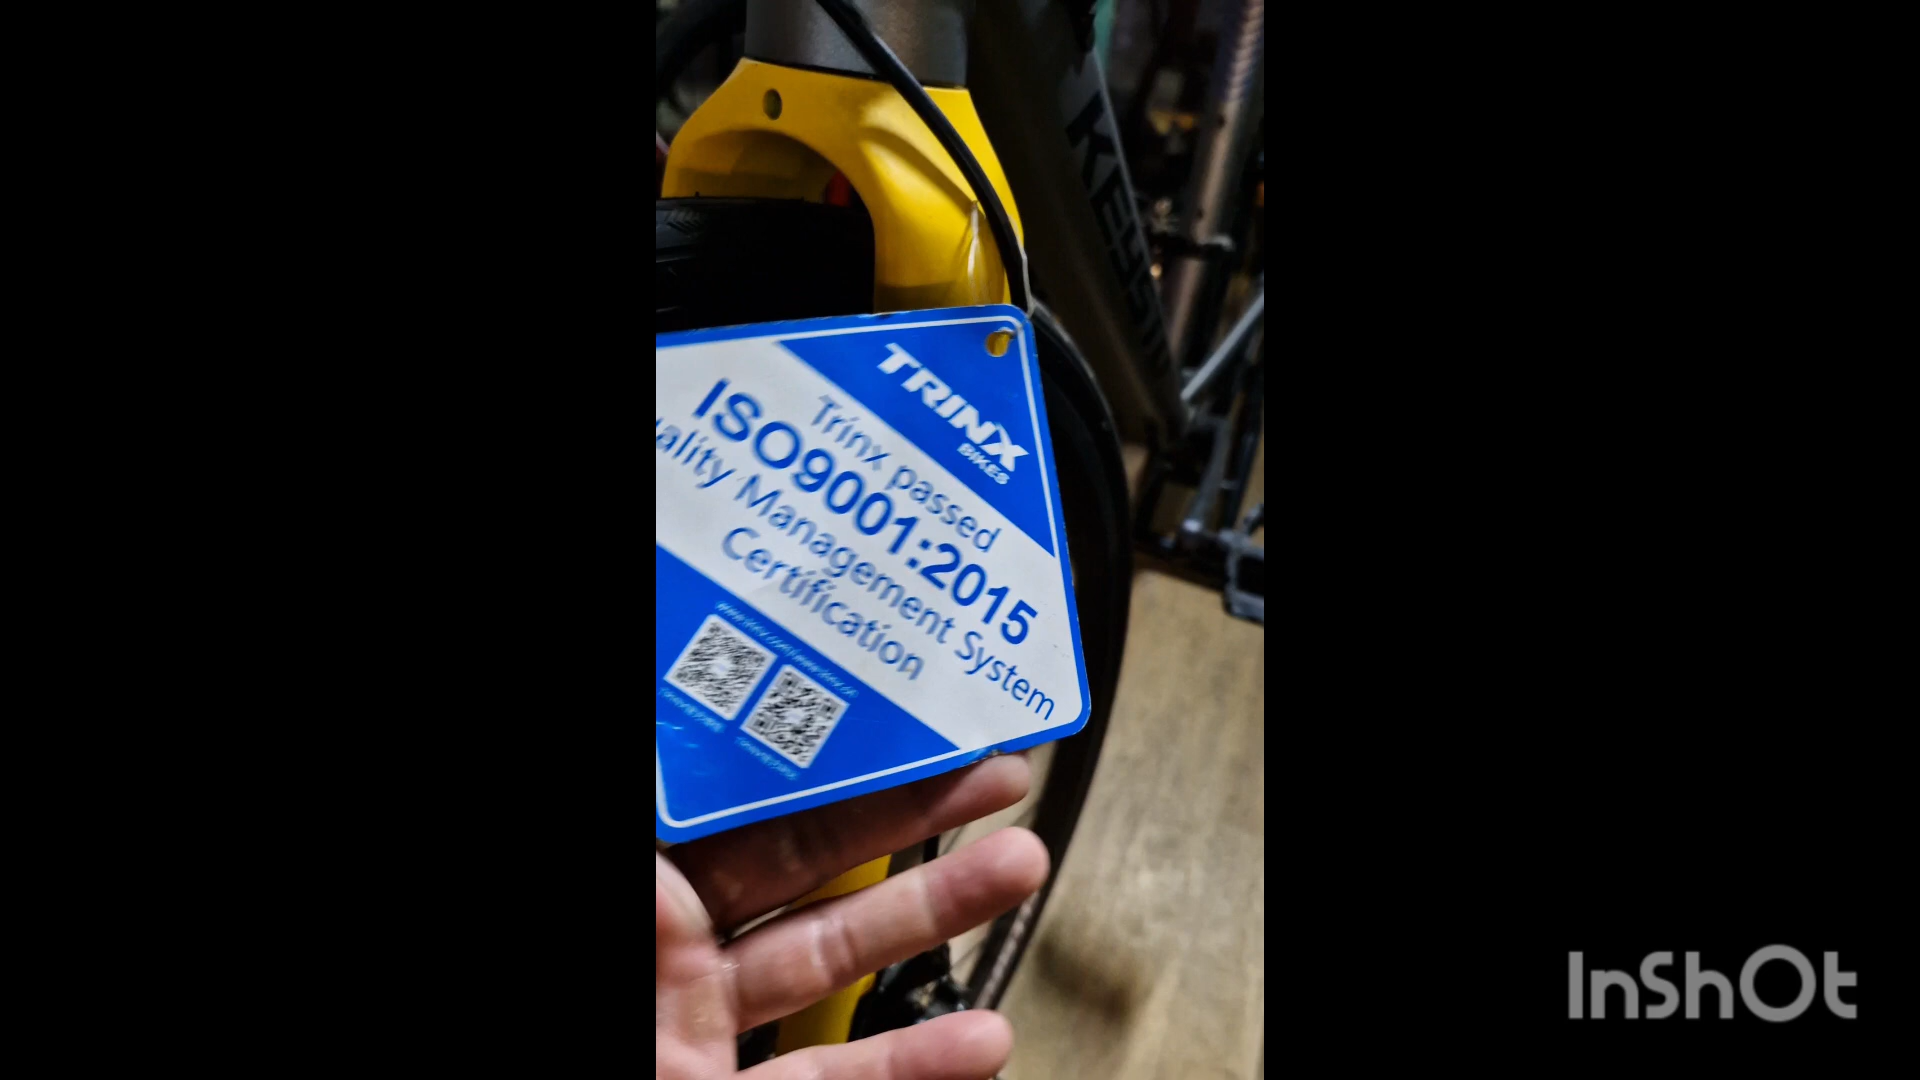 TRINX
BIKES
Trinx passed
ISO9001:2015
ality Management System
Certification
InShOt